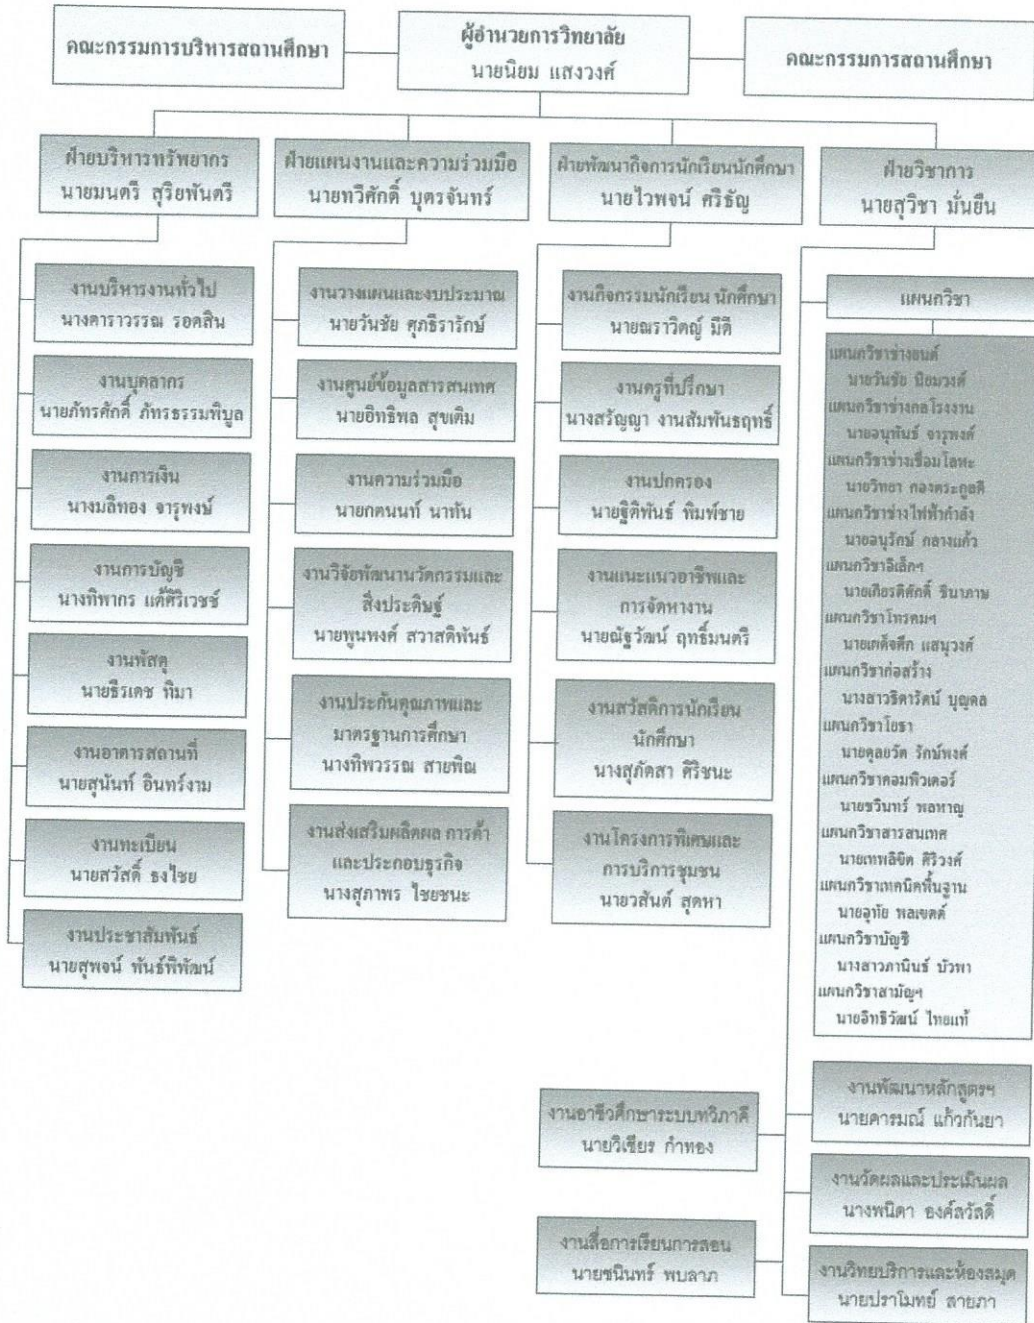 คณะกรรมการบริหารสถานศึกษา
ผู้อำนวยการวิทยาลัย
นายนิยม แสงวงศ์
คณะกรรมการสถานศึกษา
ฝ่ายบริหารทรัพยากร
นายมนตรี สุริยพันตรี
ฝ่ายแผนงานและความร่วมมือ
นายทวีศักดิ์ บุตรจันทร์
ฝ่ายพัฒนากิจการนักเรียนนักศึกษา
นายไวพจน์ ศรีธัญ
ฝ่ายวิชาการ
นายสุวิชา มั่นยืน
งานบริหารงานทั่วไป
นางดาราวรรณ รอดสิน
งานบุคลากร
นายภัทรศักดิ์ ภัทรธรรมพิบูล
งานการเงิน
นางมลิทอง จารุพงษ์
งานการบัญชี
นางทิพากร แต้ศิริเวชช์
งานพัสดุ
นายธีรเดช ทิมา
งานอาคารสถานที่
นายสุนันท์ อินทร์งาม
งานทะเบียน
นายสวัสดิ์ ธงไชย
งานประชาสัมพันธ์
นายสุพจน์ พันธ์พิพัฒน์
งานวางแผนและงบประมาณ
นายวันชัย ศุภธีรารักษ์
งานศูนย์ข้อมูลสารสนเทศ
นายอิทธิพล สุขเติม
งานความร่วมมือ
นายกตนนท์ นาทัน
งานวิจัยพัฒนานวัตกรรมและ
สิ่งประดิษฐ์
นายพูนพงศ์ สวาสดิพันธ์
งานประกันคุณภาพและ
มาตรฐานการศึกษา
นางทิพวรรณ สายพิณ
งานส่งเสริมผลิตผล การค้า
และประกอบธุรกิจ
นางสุภาพร ไชยชนะ
งานกิจกรรมนักเรียน นักศึกษา
นายณราวิตญ์ มีดี
งานครูที่ปรึกษา
นางสรัญญา งานสัมพันธฤทธิ์
งานปกครอง
นายฐิติพันธ์ พิมพ์ชาย
งานแนะแนวอาชีพและ
การจัดหางาน
นายณัฐวัฒน์ ฤทธิ์มนตรี
งานสวัสดิการนักเรียน
นักศึกษา
นางสุภัตสา ศิริชนะ
งานโครงการพิเศษและ
การบริการชุมชน
นายวสันต์ สุดหา
แผนกวิชา
แผนกวิชาช่างยนต์
นายวันชัย นิยมวงศ์
แผนกวิชาช่างกลโรงงาน
นายอนุพันธ์ จารุพงศ์
แผนกวิชาช่างเชื่อมโลหะ
นายวิทยา กองตระกูลดี
แผนกวิชาช่างไฟฟ้ากำลัง
นายอนุรักษ์ กลางแก้ว
แผนกวิชาอิเล็กฯ
นายเกียรติศักดิ์ ชินาภาษ
แผนกวิชาโทรคมฯ
นายเผด็จศึก แสนุวงศ์
แผนกวิชาก่อสร้าง
นางสาวธิดารัตน์ บุญดล
แผนกวิชาโยธา
นายดุลยวัต รักษ์พงศ์
แผนกวิชาคอมพิวเตอร์
นายชวินทร์ พลหาญ
แผนกวิชาสารสนเทศ
นายเทพลิขิต ศิริวงศ์
แผนกวิชาเทคนิคพื้นฐาน
นายอุทัย พลเขตต์
แผนกวิชาบัญชี
นางสาวภานินธ์ บัวพา
แผนกวิชาสามัญฯ
นายอิทธิวัฒน์ ไทยแท้
งานอาชีวศึกษาระบบทวิภาคี
นายวิเชียร กำทอง
งานสื่อการเรียนการสอน
นายชนินทร์ พบลาภ
งานพัฒนาหลักสูตรฯ
นายดารมณ์ แก้วกันยา
งานวัดผลและประเมินผล
นางพนิดา องค์สวัสดิ์
งานวิทยบริการและห้องสมุด
นายปราโมทย์ สายภา